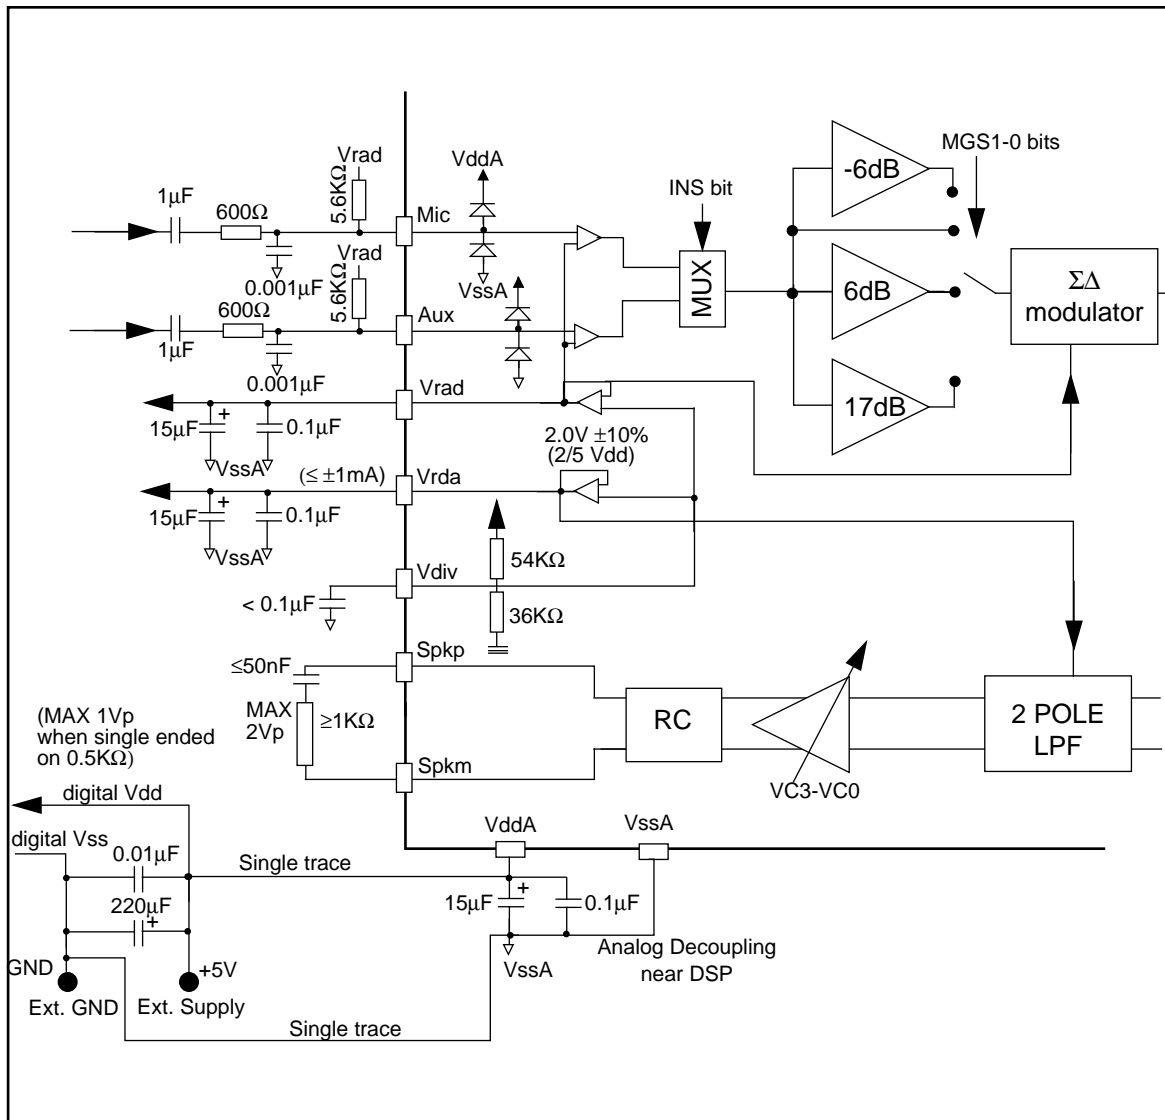 MGS1-0 bits
-6dB
INS bit
VddA
Vrad
1µF
600Ω
5.6KΩ
Mic
MUX
6dB
ΣΔ
modulator
0.001µF
Vrad
VssA
600Ω
5.6KΩ
Aux
1µF
0.001µF
Vrad
17dB
15µF
+
0.1µF
2.0V ±10%
(2/5 Vdd)
VssA
(≤ ±1mA)
Vrda
15µF
+
0.1µF
VssA
54KΩ
Vdiv
< 0.1µF
36KΩ
Spkp
≤50nF
MAX
2Vp
≥1KΩ
RC
2 POLE
LPF
(MAX 1Vp
when single ended
on 0.5KΩ)
Spkm
VC3-VC0
digital Vdd
VddA
VssA
digital Vss
0.01µF
Single trace
220µF
+
15µF
+
0.1µF
Analog Decoupling
near DSP
VssA
GND
+5V
Ext. GND
Ext. Supply
Single trace